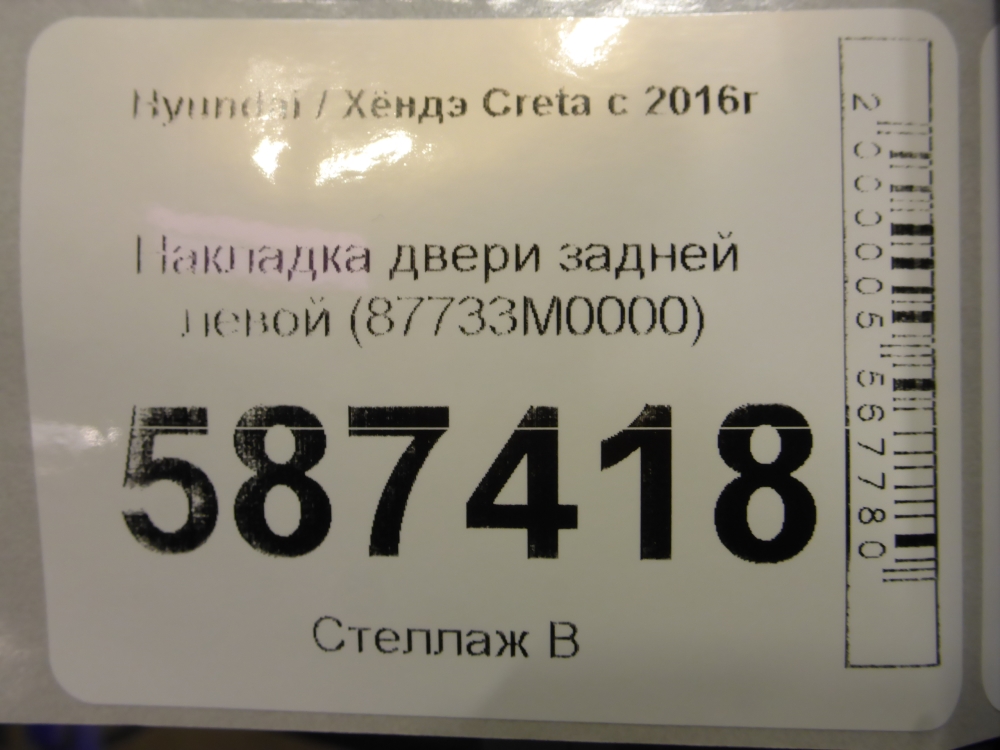 Hyundai / Хёндэ Creta с 2016г
Накладка двери задней
левой (87733M0000)
587418
Стеллаж В
2000005567780